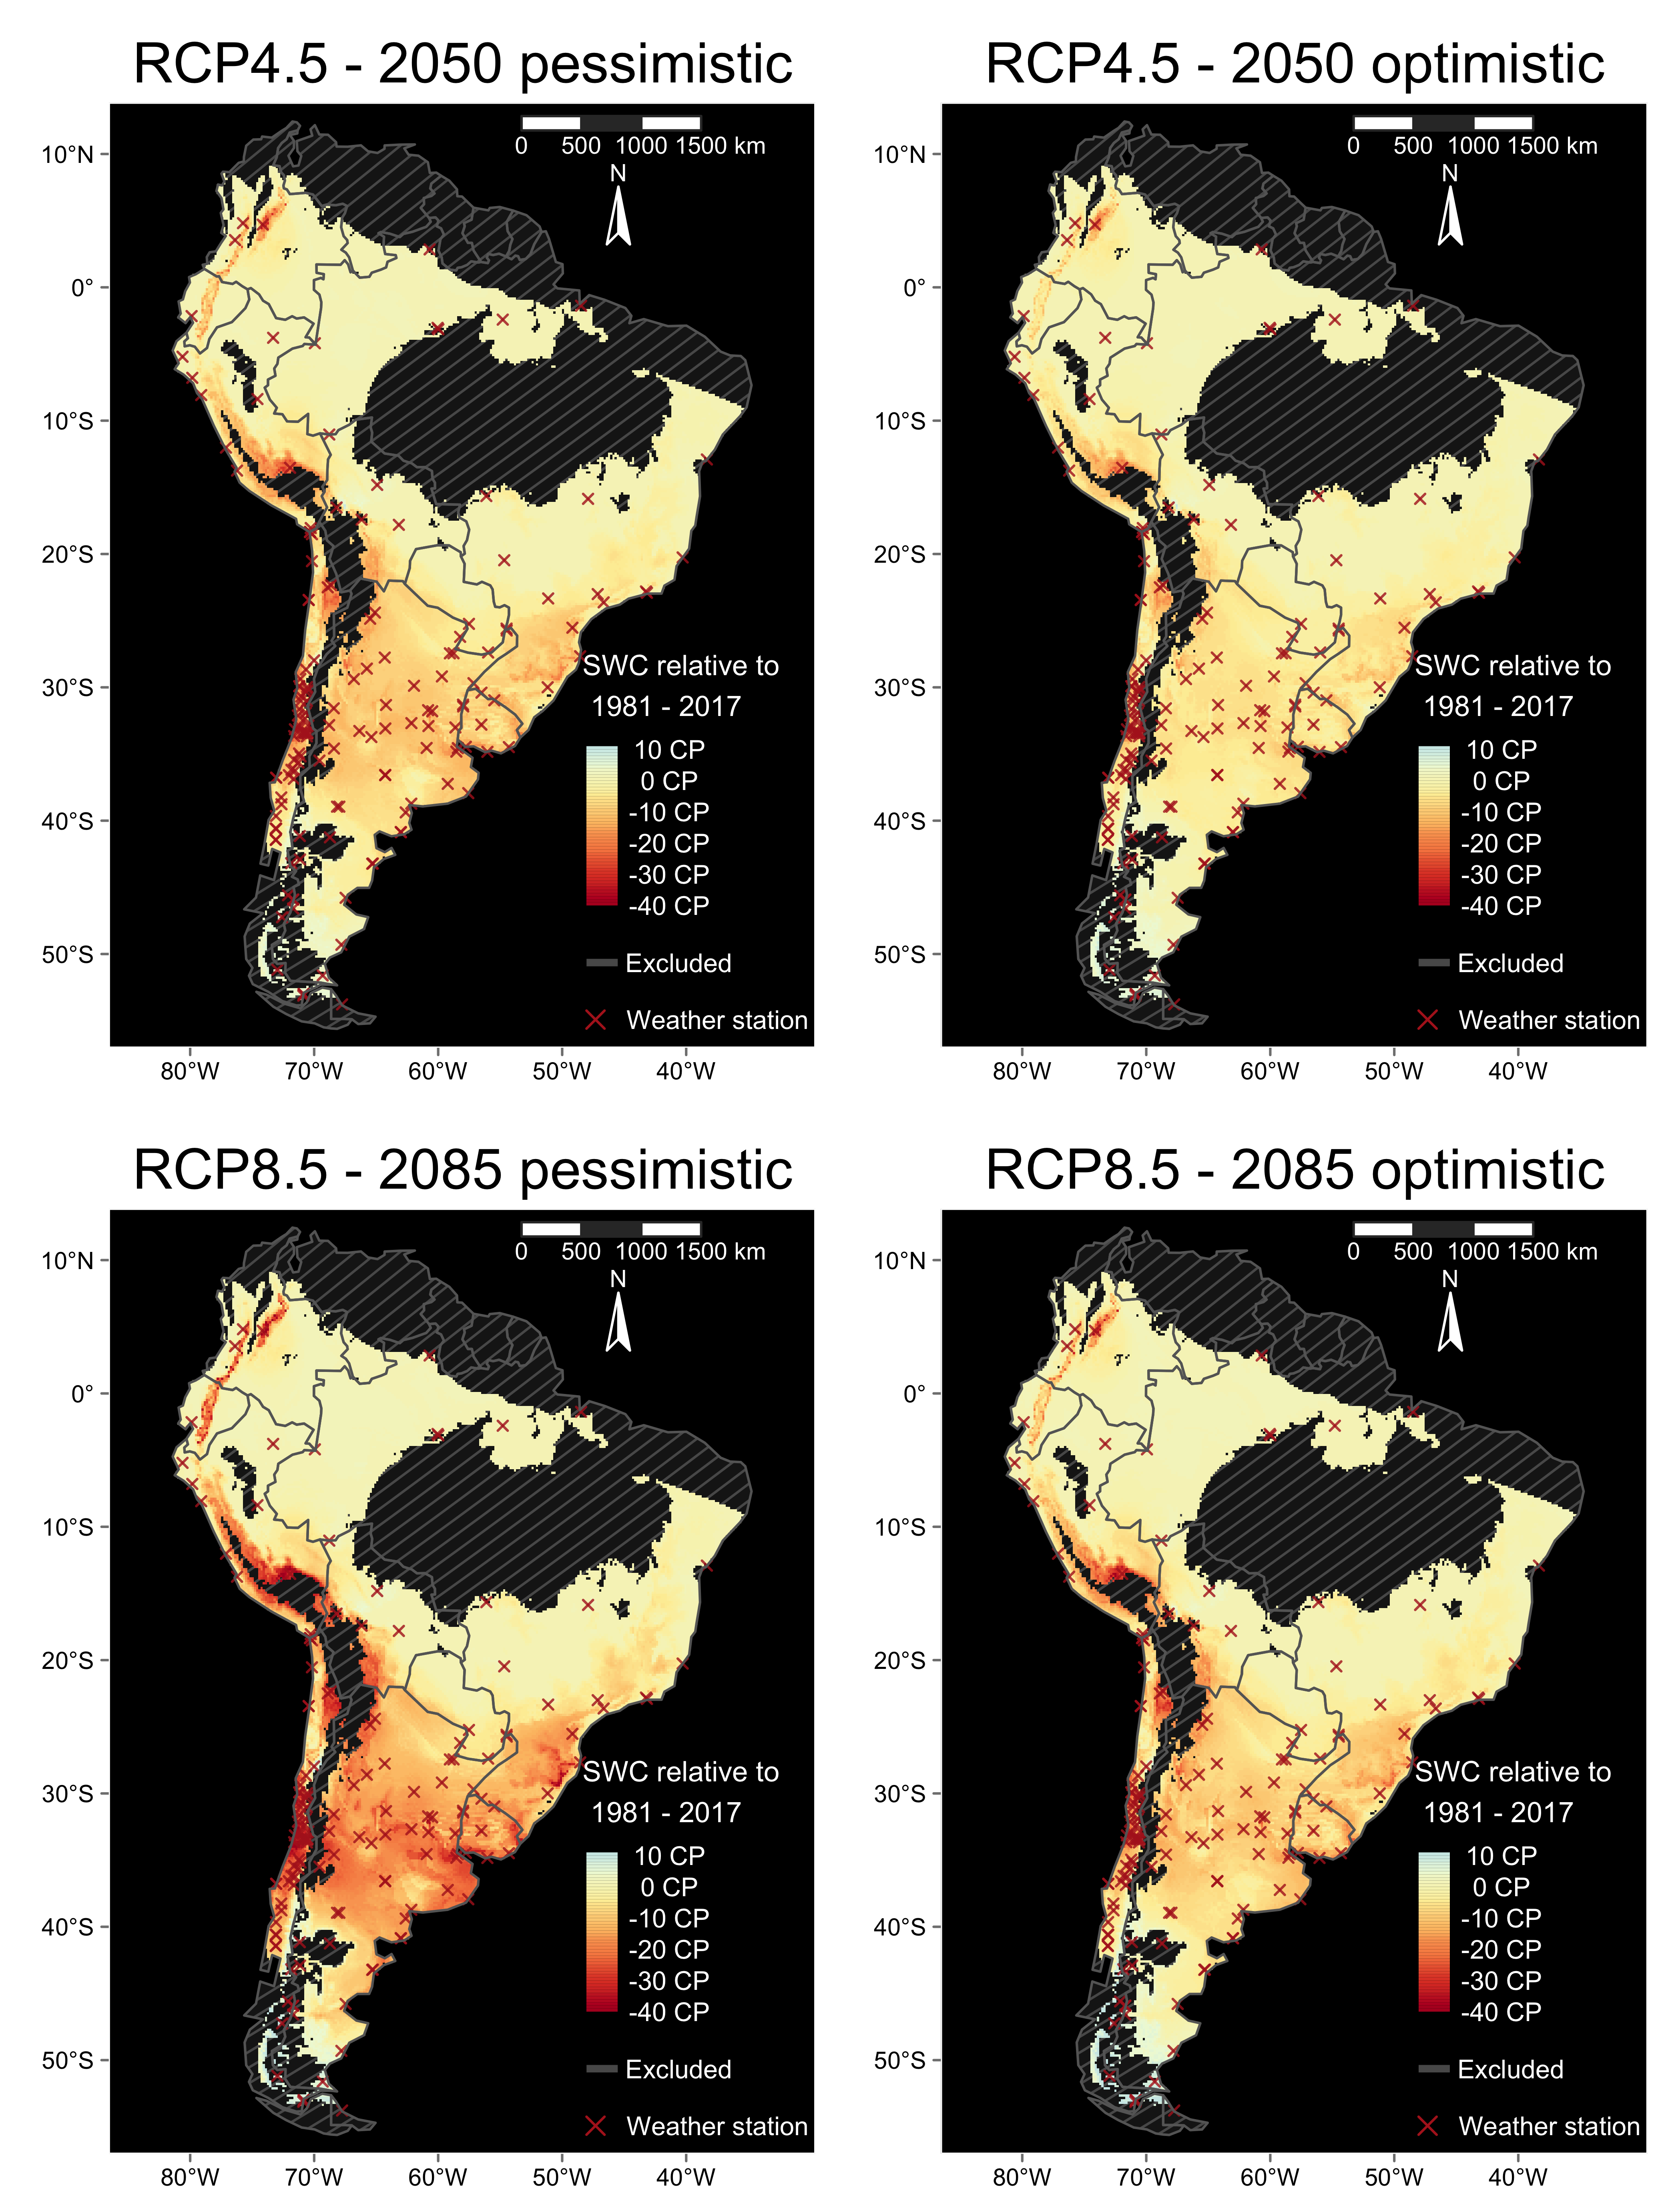 RCP4.5 - 2050 pessimistic
0 500 1000 1500 km
N
10°N
0°
10°S
20°S
30°S
40°S
50°S
SWC relative to
1981 - 2017
10 CP
0 CP
-10 CP
-20 CP
-30 CP
-40 CP
Excluded
Weather station
80°W 70°W 60°W 50°W 40°W
RCP4.5 - 2050 optimistic
0 500 1000 1500 km
N
10°N
0°
10°S
20°S
30°S
40°S
50°S
SWC relative to
1981 - 2017
10 CP
0 CP
-10 CP
-20 CP
-30 CP
-40 CP
Excluded
Weather station
80°W 70°W 60°W 50°W 40°W
RCP8.5 - 2085 pessimistic
0 500 1000 1500 km
N
10°N
0°
10°S
20°S
30°S
40°S
50°S
SWC relative to
1981 - 2017
10 CP
0 CP
-10 CP
-20 CP
-30 CP
-40 CP
Excluded
Weather station
80°W 70°W 60°W 50°W 40°W
RCP8.5 - 2085 optimistic
0 500 1000 1500 km
N
10°N
0°
10°S
20°S
30°S
40°S
50°S
SWC relative to
1981 - 2017
10 CP
0 CP
-10 CP
-20 CP
-30 CP
-40 CP
Excluded
Weather station
80°W 70°W 60°W 50°W 40°W